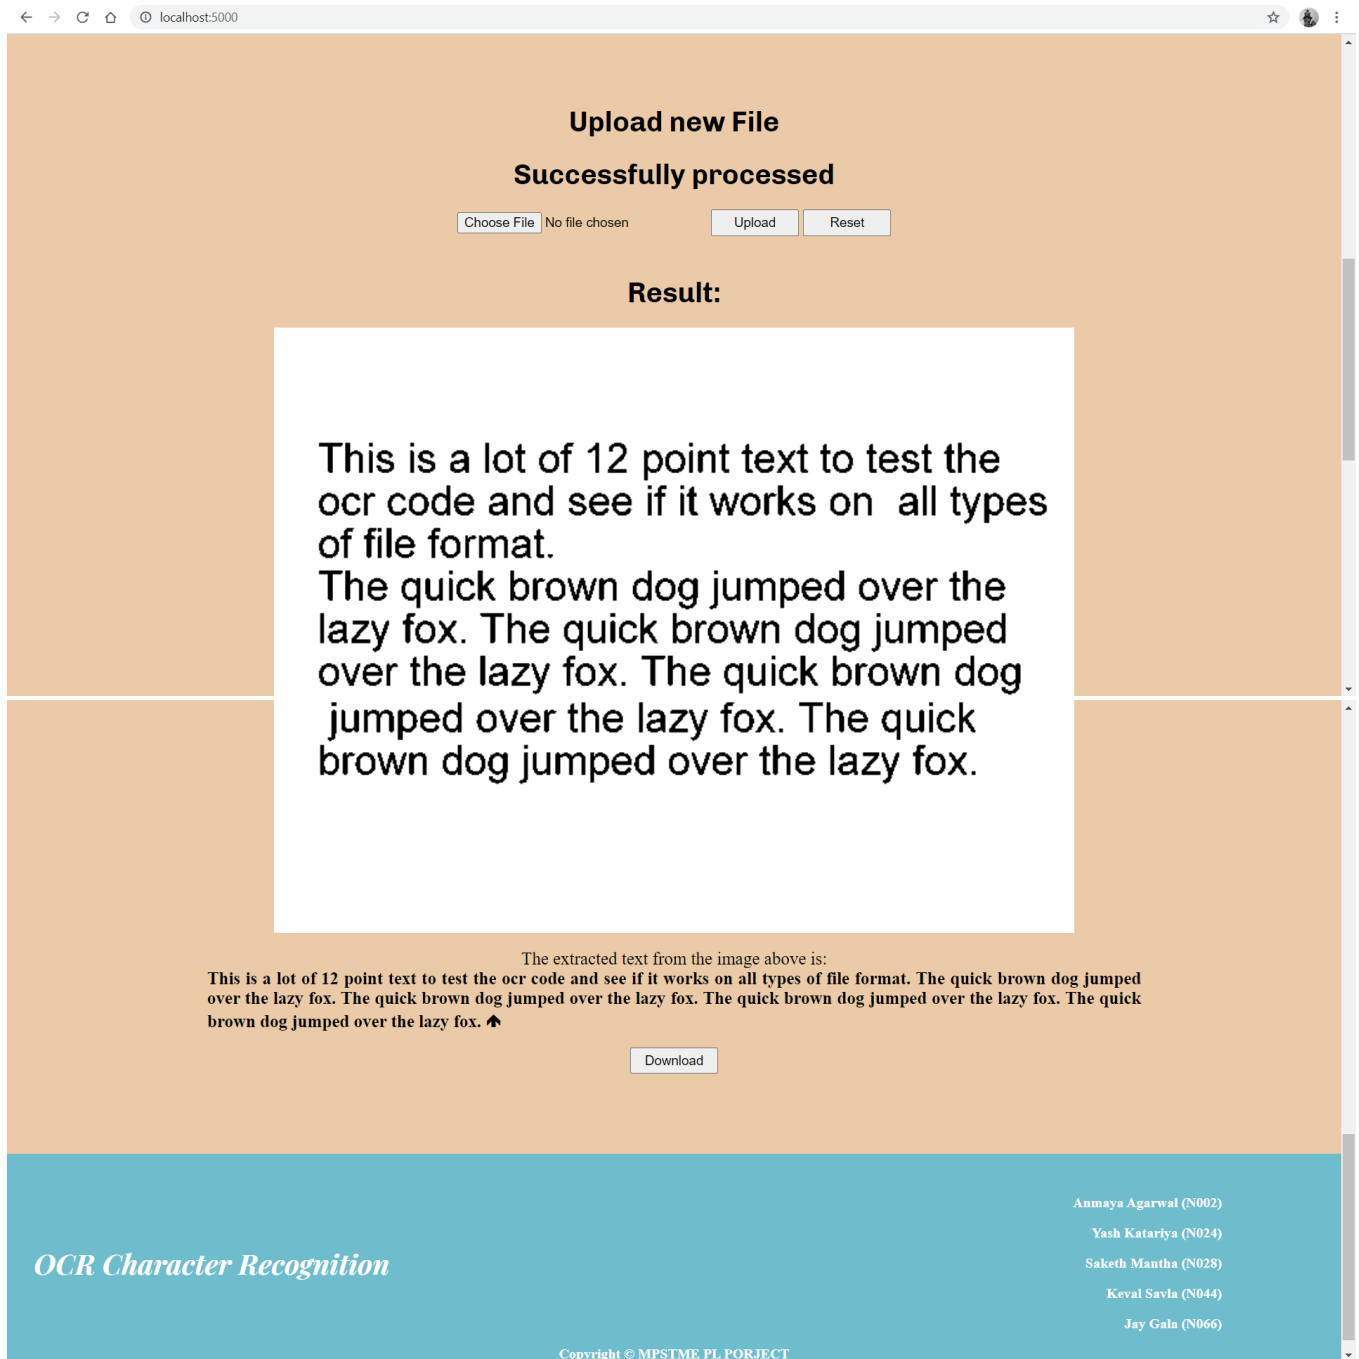 localhost:5000
Upload new File
Successfully processed
Choose File No file chosen Upload Reset
Result:
This is a lot of 12 point text to test the
ocr code and see if it works on all types
of file format.
The quick brown dog jumped over the
lazy fox. The quick brown dog jumped
over the lazy fox. The quick brown dog
jumped over the lazy fox. The quick
brown dog jumped over the lazy fox.
The extracted text from the image above is:
This is a lot of 12 point text to test the ocr code and see if it works on all types of file format. The quick brown dog jumped
over the lazy fox. The quick brown dog jumped over the lazy fox. The quick brown dog jumped over the lazy fox. The quick
brown dog jumped over the lazy fox.
Download
Anmaya Agarwal (N002)
Yash Katariya (N024)
OCR Character Recognition
Saketh Mantha (N028)
Keval Savla (N044)
Jay Gala (N066)
Copyright © MPSTME PL PORJECT